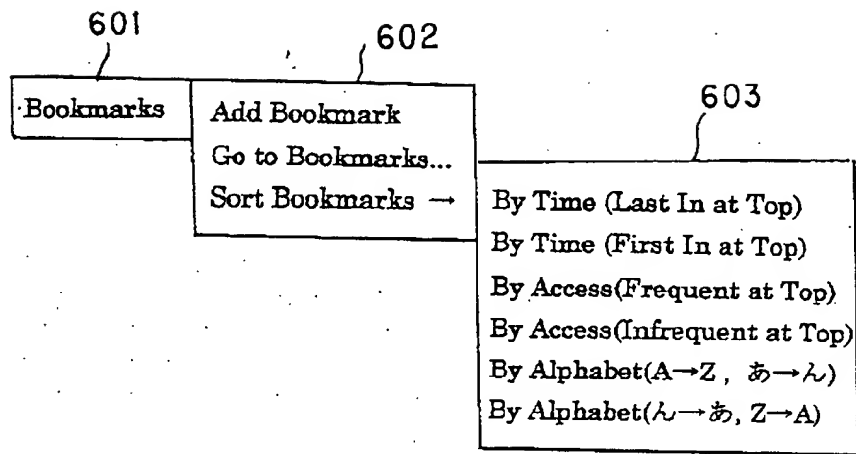 601
602
603
Bookmarks
Add Bookmark
Go to Bookmarks...
Sort Bookmarks →
By Time (Last In at Top)
By Time (First In at Top)
By Access(Frequent at Top)
By Access(Infrequent at Top)
By Alphabet(A→Z , あ→ん)
By Alphabet(ん→あ, Z→A)